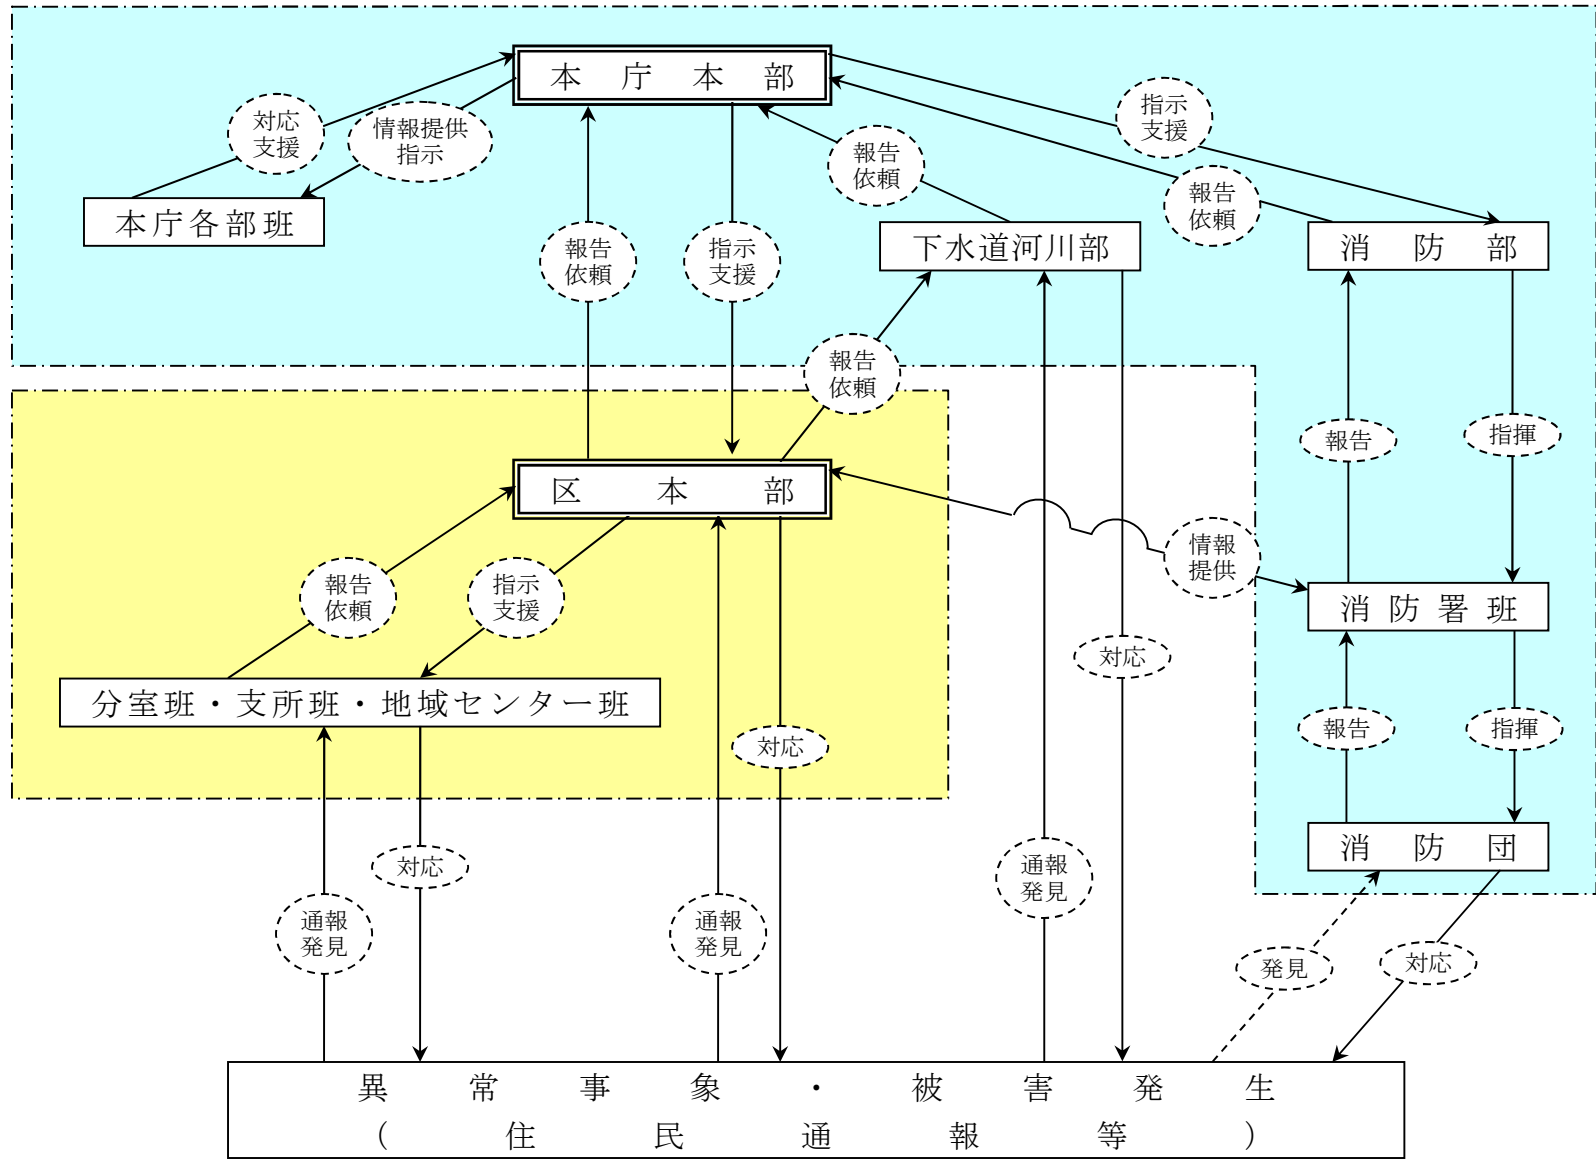 本庁本部
対応
支援
情報提供
指示
指示
支援
報告
依頼
報告
依頼
本庁各部班
報告
依頼
指示
支援
下水道河川部
消防部
報告
依頼
報告
指揮
区本部
情報
提供
報告
依頼
指示
支援
消防署班
対応
分室班・支所班・地域センター班
対応
報告
指揮
対応
通報
発見
消防団
通報
発見
通報
発見
発見
対応
異常事象・被害発生
(住民通報等)